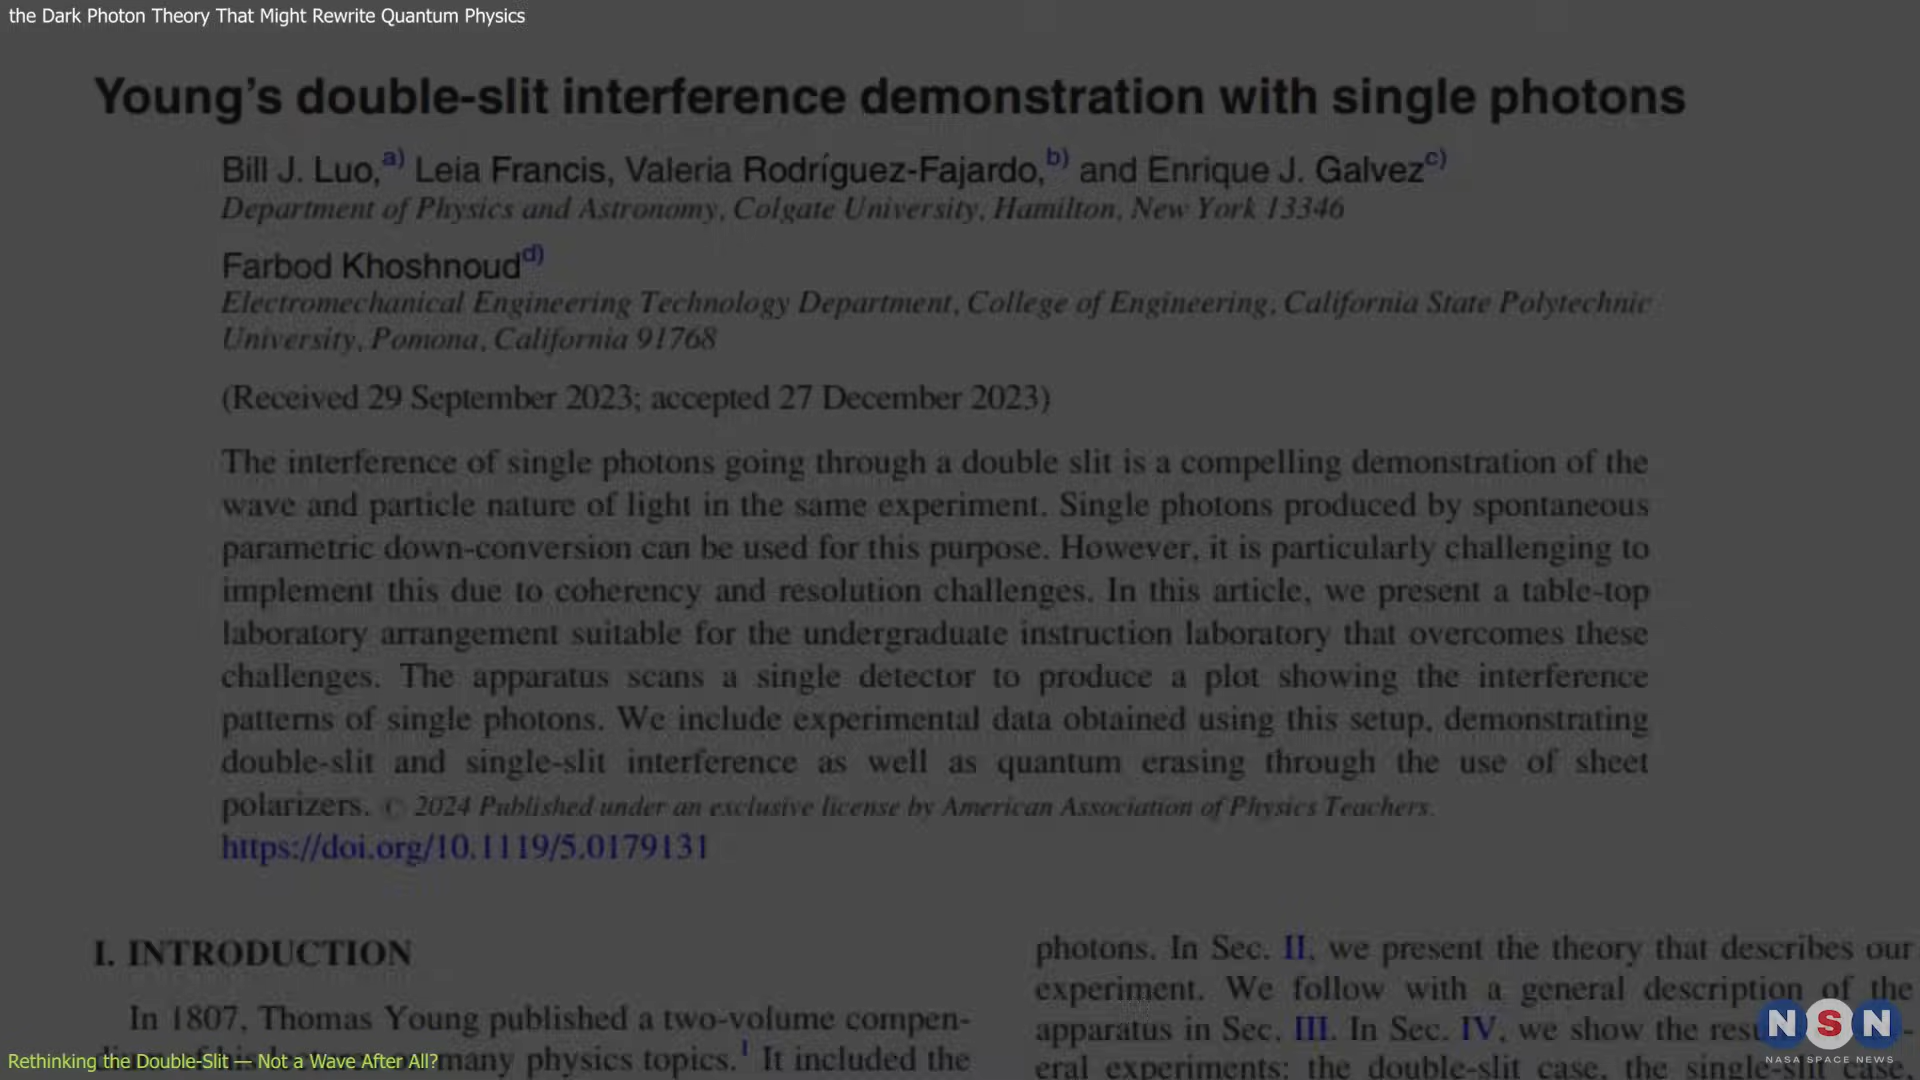 the Dark Photon Theory That Might Rewrite Quantum Physics
Young's double-slit interference demonstration with single photons
Bill J. Luo,a) Leia Francis, Valeria Rodríguez-Fajardo,b) and Enrique J. Galvezc)
Department of Physics and Astronomy, Colgate University, Hamilton, New York 13346
Farbod Khoshnoudd)
Electromechanical Engineering Technology Department, College of Engineering, California State Polytechnic
University, Pomona, California 91768
(Received 29 September 2023; accepted 27 December 2023)
The interference of single photons going through a double slit is a compelling demonstration of the
wave and particle nature of light in the same experiment. Single photons produced by spontaneous
parametric down-conversion can be used for this purpose. However, it is particularly challenging to
implement this due to coherency and resolution challenges. In this article, we present a table-top
laboratory arrangement suitable for the undergraduate instruction laboratory that overcomes these
challenges. The apparatus scans a single detector to produce a plot showing the interference
patterns of single photons. We include experimental data obtained using this setup, demonstrating
double-slit and single-slit interference as well as quantum erasing through the use of sheet
polarizers. © 2024 Published under an exclusive license by American Association of Physics Teachers.
https://doi.org/10.1119/5.0179131
I. INTRODUCTION
In 1807, Thomas Young published a two-volume compen-
many physics topics.1 It included the
photons. In Sec. II, we present the theory that describes our
experiment. We follow with a general description of the
apparatus in Sec. III. In Sec. IV, we show the
eral experiments: the double-slit case, the single-slit case,
Rethinking the Double-Slit — Not a Wave After All?
NSN
NASA SPACE NEWS